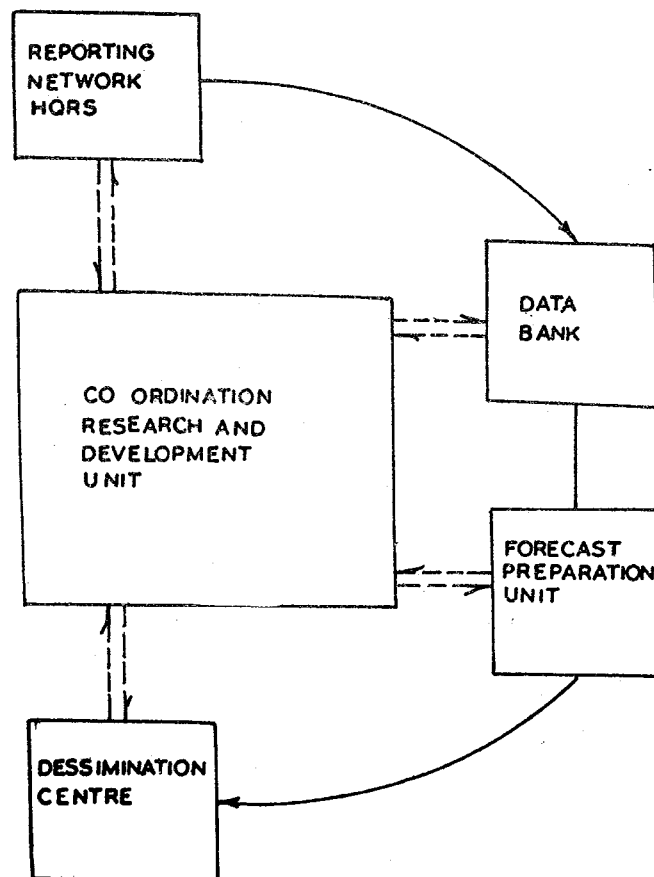 REPORTING
NETWORK
HQRS
DATA
BANK
CO ORDINATION
RESEARCH AND
DEVELOPMENT
UNIT
FORECAST
PREPARATION
UNIT
DESSIMINATION
CENTRE